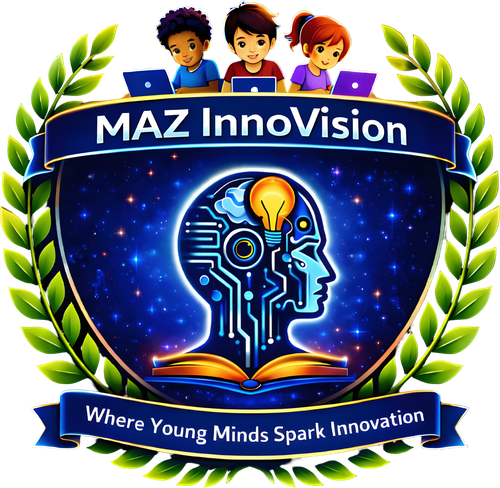 MAZ InnoVision
Where Young Minds Spark Innovation